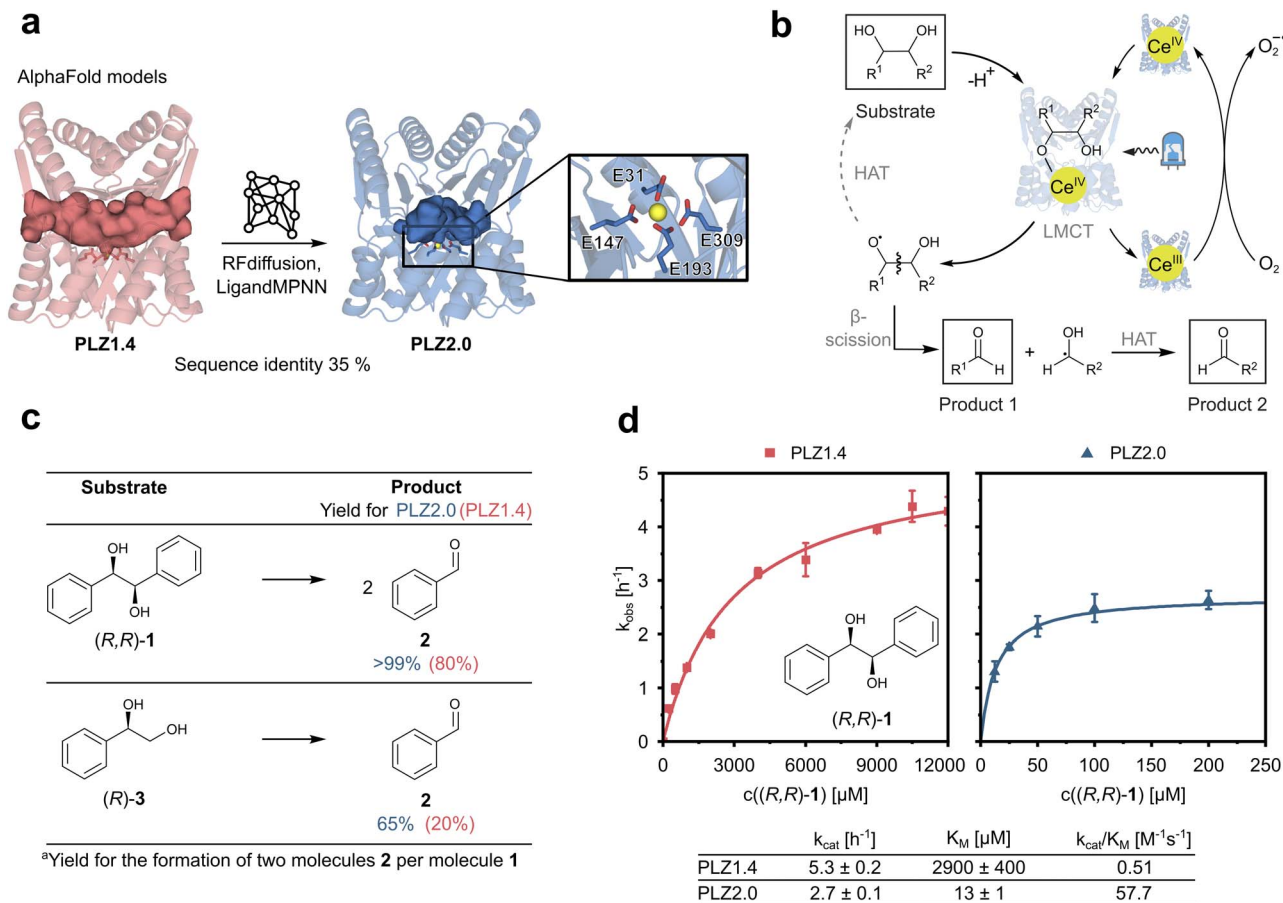 a
AlphaFold models
PLZ1.4
RFdiffusion,
LigandMPNN
PLZ2.0
Sequence identity 35 %
E31
E147
E309
E193
b
HO OH
R1 R2
Substrate
-H+
CeIV
O2−•
R1 R2
O OH
CeIV
LMCT
HAT
CeIII
O2
O• OH
R1 R2
β-
scission
O
R1 H
Product 1
+
OH
H R2
HAT
O
H R2
Product 2
c
Substrate Product
Yield for PLZ2.0 (PLZ1.4)
OH
OH
(R,R)-1
2
O
2
>99% (80%)
OH
OH
(R)-3
O
2
65% (20%)
aYield for the formation of two molecules 2 per molecule 1
d
PLZ1.4
PLZ2.0
kobs [h-1]
5
4
3
2
1
0
OH
OH
(R,R)-1
0 3000 6000 9000 12000
c((R,R)-1) [µM]
0 50 100 150 200 250
c((R,R)-1) [µM]
kcat [h-1] KM [µM] kcat/KM [M-1s-1]
PLZ1.4 5.3 ± 0.2 2900 ± 400 0.51
PLZ2.0 2.7 ± 0.1 13 ± 1 57.7